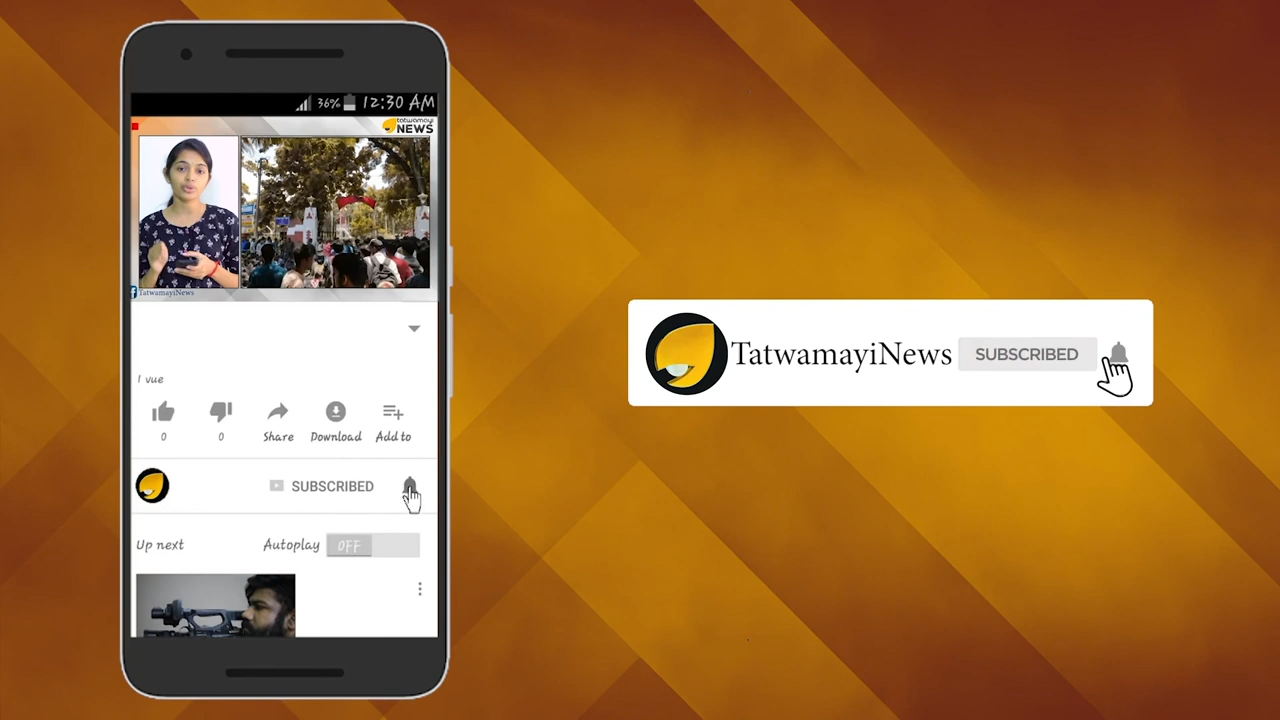 36% 12:30 AM
tatwamayi
NEWS
TatwamayiNews
1 vue
0 0 Share Download Add to
SUBSCRIBED
Up next Autoplay OFF
TatwamayiNews SUBSCRIBED